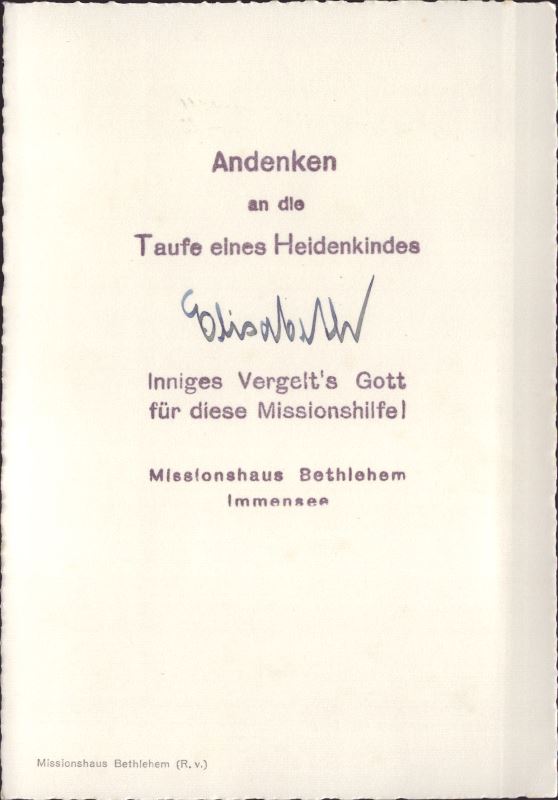 Andenken
an die
Taufe eines Heidenkindes
Elisabeth
Inniges Vergelt's Gott
für diese Missionshilfe!
Missionshaus Bethlehem
Immensee
Missionshaus Bethlehem (R. v.)